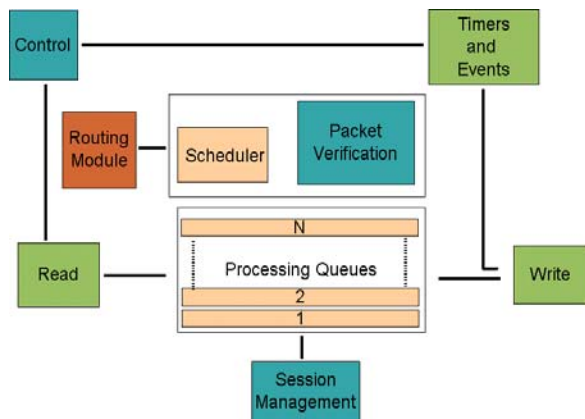 Control
Timers
and
Events
Routing
Module
Scheduler
Packet
Verification
N
Read
Processing Queues
Write
2
1
Session
Management